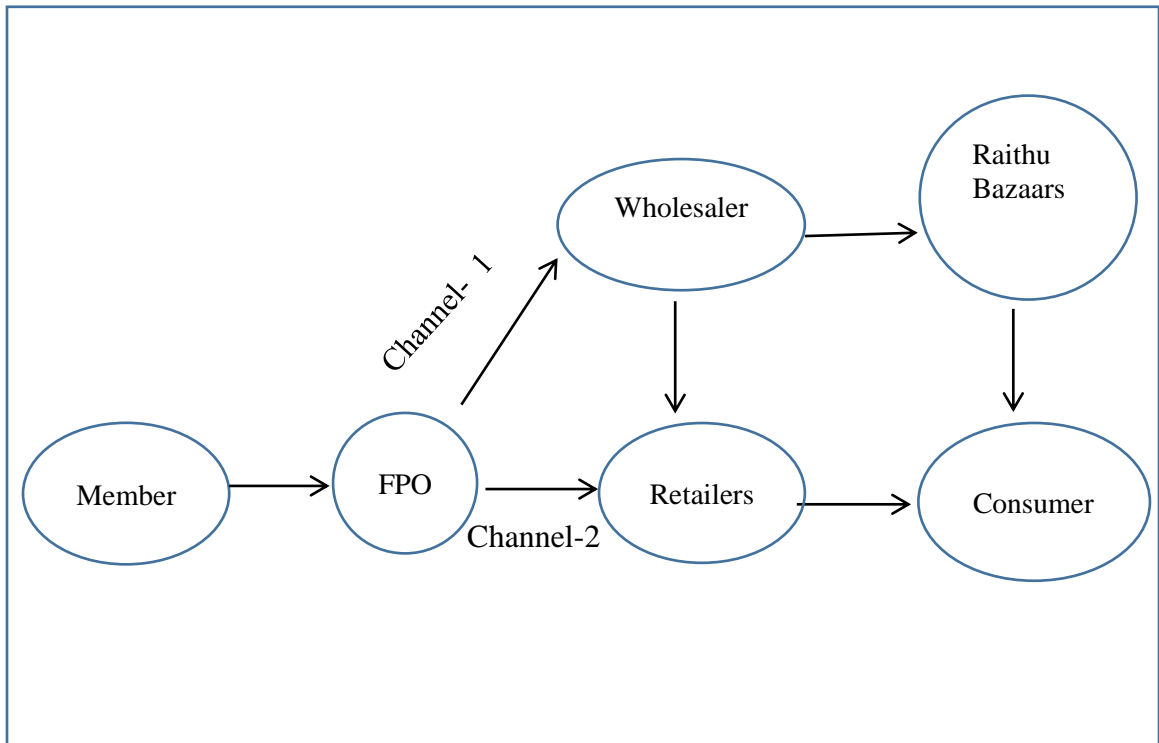 Raithu
Bazaars
Wholesaler
Channel- 1
Member
FPO
Retailers
Consumer
Channel-2